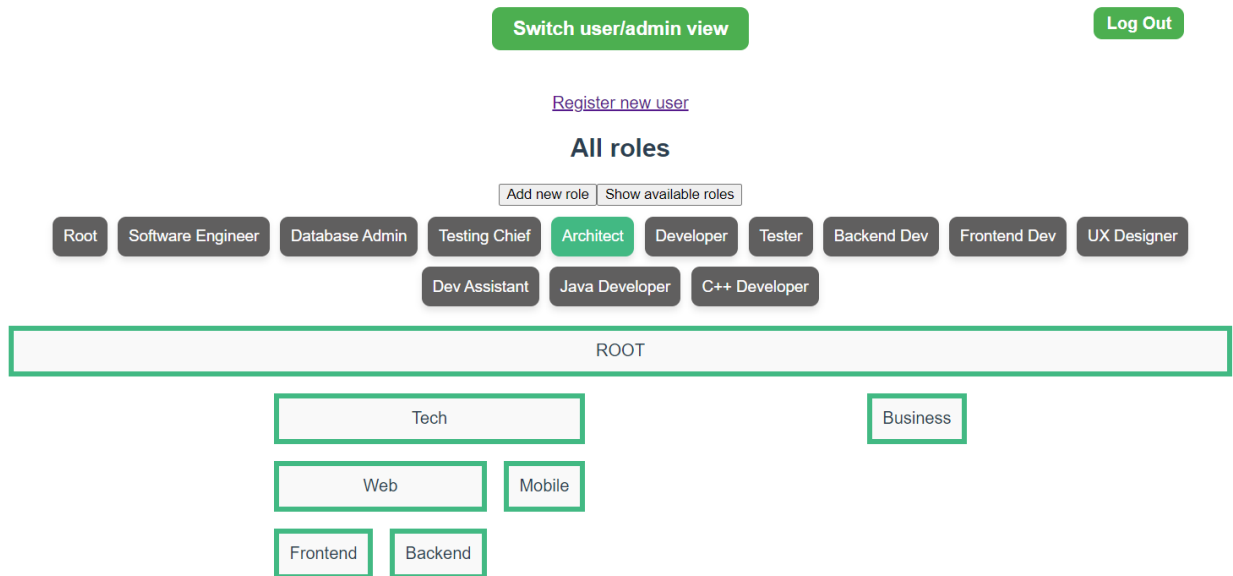 Switch user/admin view Log Out
Register new user
All roles
Add new role Show available roles
Root Software Engineer Database Admin Testing Chief Architect Developer Tester Backend Dev Frontend Dev UX Designer
Dev Assistant Java Developer C++ Developer
ROOT
Tech Business
Web Mobile
Frontend Backend